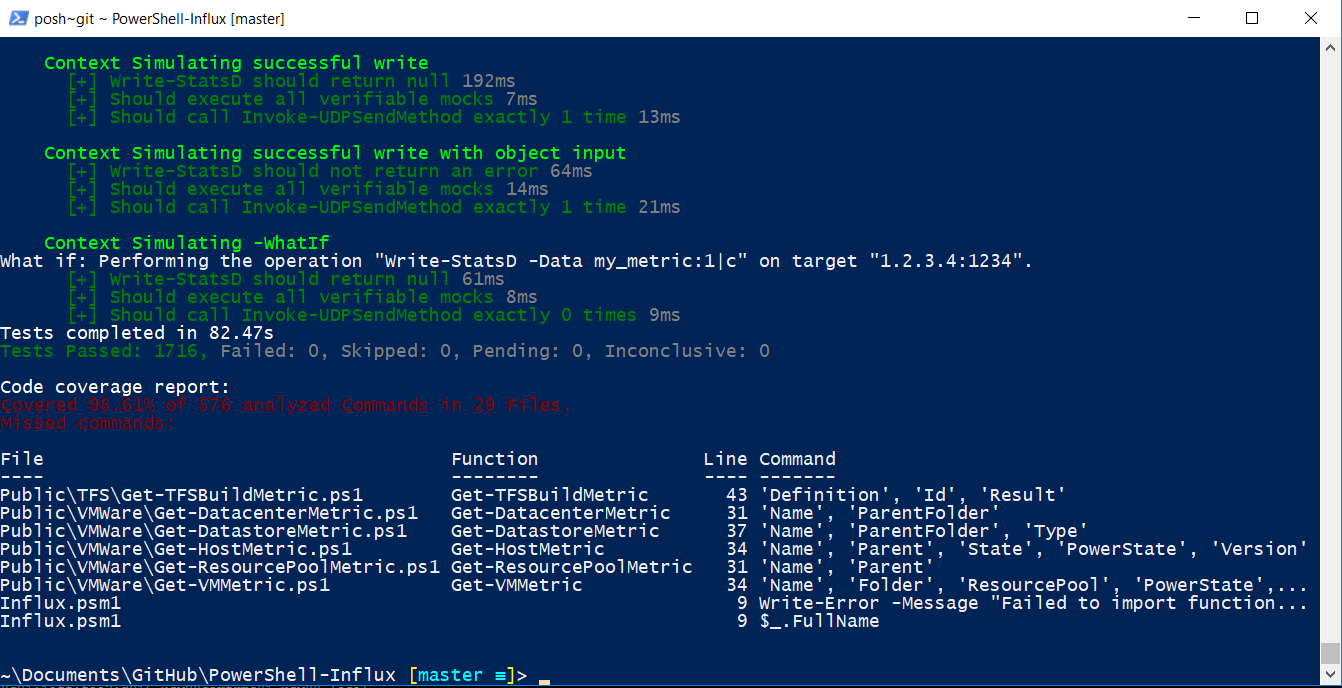 posh~git ~ PowerShell-Influx [master]
Context Simulating successful write
[+] Write-StatsD should return null 192ms
[+] Should execute all verifiable mocks 7ms
[+] Should call Invoke-UDPSendMethod exactly 1 time 13ms
Context Simulating successful write with object input
[+] Write-StatsD should not return an error 64ms
[+] Should execute all verifiable mocks 14ms
[+] Should call Invoke-UDPSendMethod exactly 1 time 21ms
Context Simulating -WhatIf
What if: Performing the operation "Write-StatsD -Data my_metric:1|c" on target "1.2.3.4:1234".
[+] Write-StatsD should return null 61ms
[+] Should execute all verifiable mocks 8ms
[+] Should call Invoke-UDPSendMethod exactly 0 times 9ms
Tests completed in 82.47s
Tests Passed: 1716, Failed: 0, Skipped: 0, Pending: 0, Inconclusive: 0
Code coverage report:
Covered 98.61% of 576 analyzed Commands in 29 Files.
Missed commands:
File Function Line Command
---- -------- ---- -------
Public\TFS\Get-TFSBuildMetric.ps1 Get-TFSBuildMetric 43 'Definition', 'Id', 'Result'
Public\VMWare\Get-DatacenterMetric.ps1 Get-DatacenterMetric 31 'Name', 'ParentFolder'
Public\VMWare\Get-DatastoreMetric.ps1 Get-DatastoreMetric 37 'Name', 'ParentFolder', 'Type'
Public\VMWare\Get-HostMetric.ps1 Get-HostMetric 34 'Name', 'Parent', 'State', 'PowerState', 'Version'
Public\VMWare\Get-ResourcePoolMetric.ps1 Get-ResourcePoolMetric 31 'Name', 'Parent'
Public\VMWare\Get-VMMetric.ps1 Get-VMMetric 34 'Name', 'Folder', 'ResourcePool', 'PowerState',...
Influx.psm1 9 Write-Error -Message "Failed to import function...
Influx.psm1 9 $_.FullName
~\Documents\GitHub\PowerShell-Influx [master ≡]>